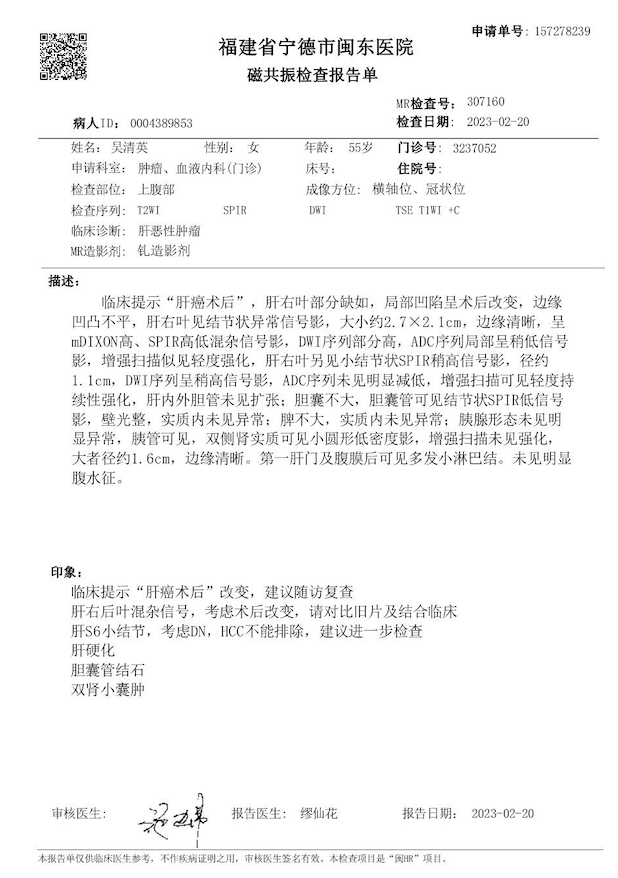 申请单号: 157278239
福建省宁德市闽东医院
磁共振检查报告单
MR检查号: 307160
病人ID: 0004389853 检查日期: 2023-02-20
姓名: 吴清英 性别: 女 年龄: 55岁 门诊号: 3237052
申请科室: 肿瘤、血液内科(门诊) 床号: 住院号:
检查部位: 上腹部 成像方位: 横轴位、冠状位
检查序列: T2WI SPIR DWI TSE T1WI +C
临床诊断: 肝恶性肿瘤
MR造影剂: 钆造影剂
描述:
临床提示“肝癌术后”,肝右叶部分缺如,局部凹陷呈术后改变,边缘
凹凸不平,肝右叶见结节状异常信号影,大小约2.7×2.1cm,边缘清晰,呈
mDIXON高、SPIR高低混杂信号影,DWI序列部分高,ADC序列局部呈稍低信号
影,增强扫描似见轻度强化,肝右叶另见小结节状SPIR稍高信号影,径约
1.1cm,DWI序列呈稍高信号影,ADC序列未见明显减低,增强扫描可见轻度持
续性强化,肝内外胆管未见扩张;胆囊不大,胆囊管可见结节状SPIR低信号
影,壁光整,实质内未见异常;脾不大,实质内未见异常;胰腺形态未见明
显异常,胰管可见,双侧肾实质可见小圆形低密度影,增强扫描未见强化,
大者径约1.6cm,边缘清晰。第一肝门及腹膜后可见多发小淋巴结。未见明显
腹水征。
印象:
临床提示“肝癌术后”改变,建议随访复查
肝右后叶混杂信号,考虑术后改变,请对比旧片及结合临床
肝S6小结节,考虑DN,HCC不能排除,建议进一步检查
肝硬化
胆囊管结石
双肾小囊肿
审核医生: 报告医生: 缪仙花 报告日期: 2023-02-20
本报告单仅供临床医生参考,不作疾病证明之用,审核医生签名有效。本检查项目是“闽HR”项目。